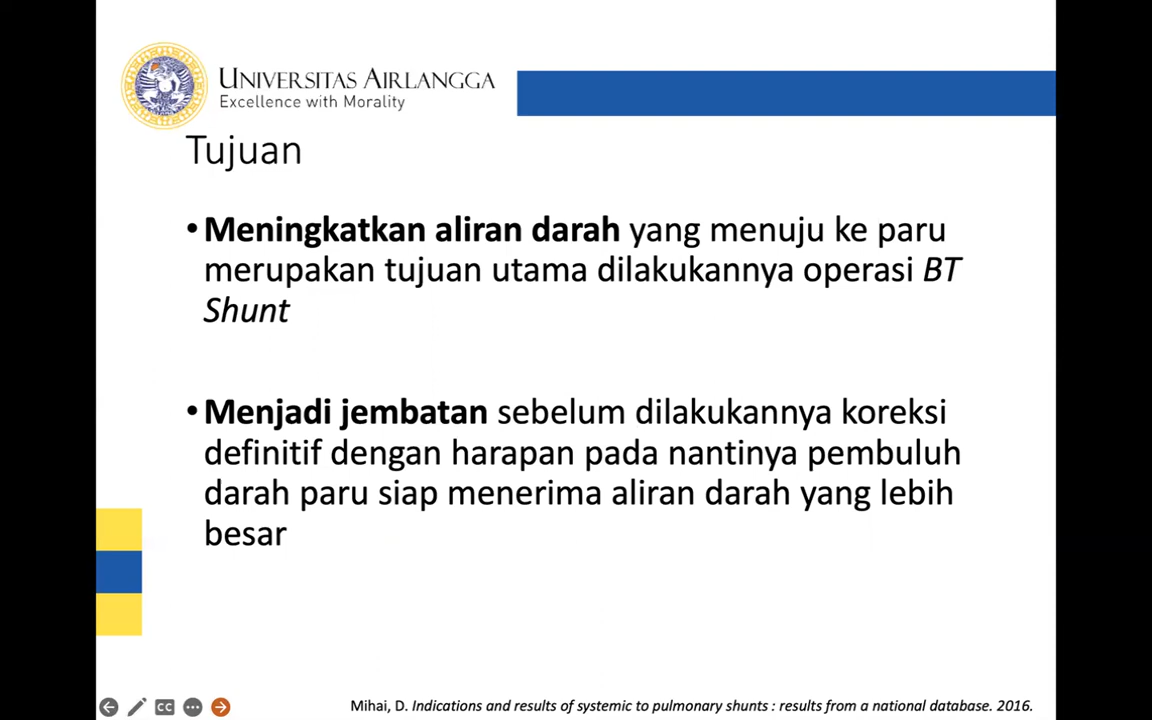 UNIVERSITAS AIRLANGGA
Excellence with Morality
Tujuan
• Meningkatkan aliran darah yang menuju ke paru
merupakan tujuan utama dilakukannya operasi BT
Shunt
• Menjadi jembatan sebelum dilakukannya koreksi
definitif dengan harapan pada nantinya pembuluh
darah paru siap menerima aliran darah yang lebih
besar
CC
Mihai, D. Indications and results of systemic to pulmonary shunts : results from a national database. 2016.